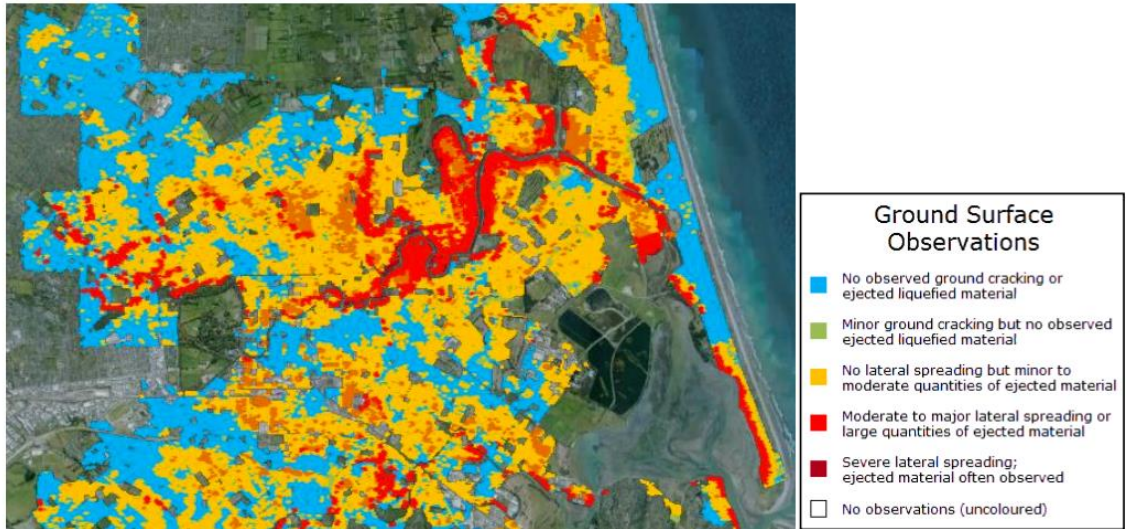 Ground Surface
Observations
No observed ground cracking or
ejected liquefied material
Minor ground cracking but no observed
ejected liquefied material
No lateral spreading but minor to
moderate quantities of ejected material
Moderate to major lateral spreading or
large quantities of ejected material
Severe lateral spreading;
ejected material often observed
No observations (uncoloured)